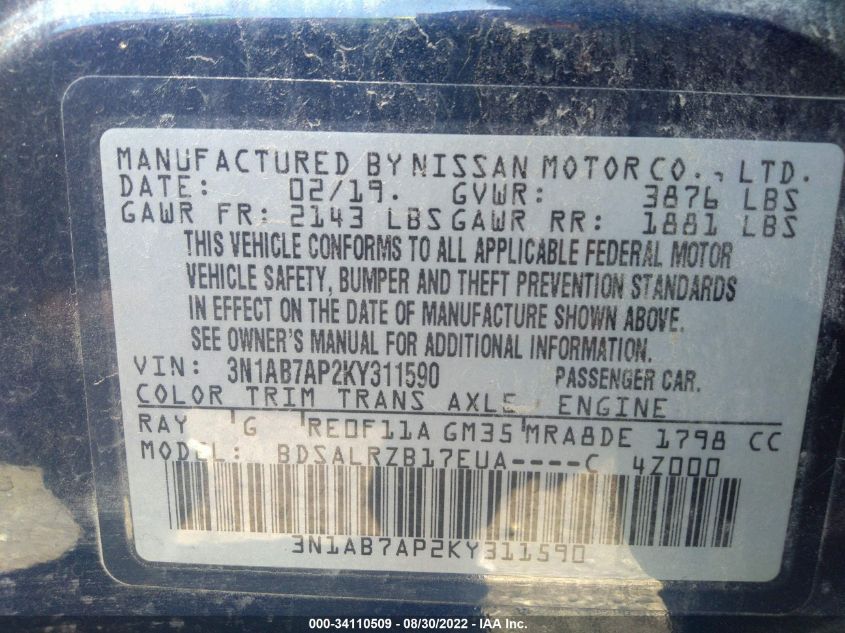 MANUFACTURED BY NISSAN MOTOR CO., LTD.
DATE: 02/19. GVWR: 3876 LBS
GAWR FR: 2143 LBS GAWR RR: 1881 LBS
THIS VEHICLE CONFORMS TO ALL APPLICABLE FEDERAL MOTOR
VEHICLE SAFETY, BUMPER AND THEFT PREVENTION STANDARDS
IN EFFECT ON THE DATE OF MANUFACTURE SHOWN ABOVE.
SEE OWNER'S MANUAL FOR ADDITIONAL INFORMATION.
VIN: 3N1AB7AP2KY311590 PASSENGER CAR.
COLOR TRIM TRANS AXLE ENGINE
RAY G RE0F11A GM35 MRA8DE 1798 CC
MODEL: BDSALRZB17EUA----C 4Z000
3N1AB7AP2KY311590
000-34110509 - 08/30/2022 - IAA Inc.